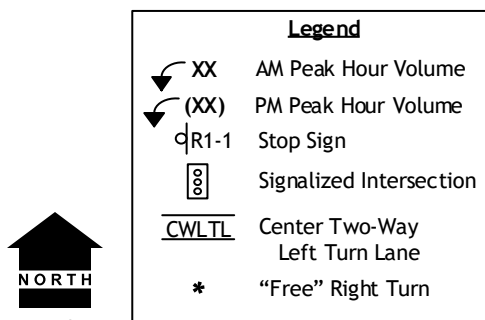 Legend
XX AM Peak Hour Volume
(XX) PM Peak Hour Volume
R1-1 Stop Sign
Signalized Intersection
CWLTL Center Two-Way
Left Turn Lane
* “Free” Right Turn
NORTH